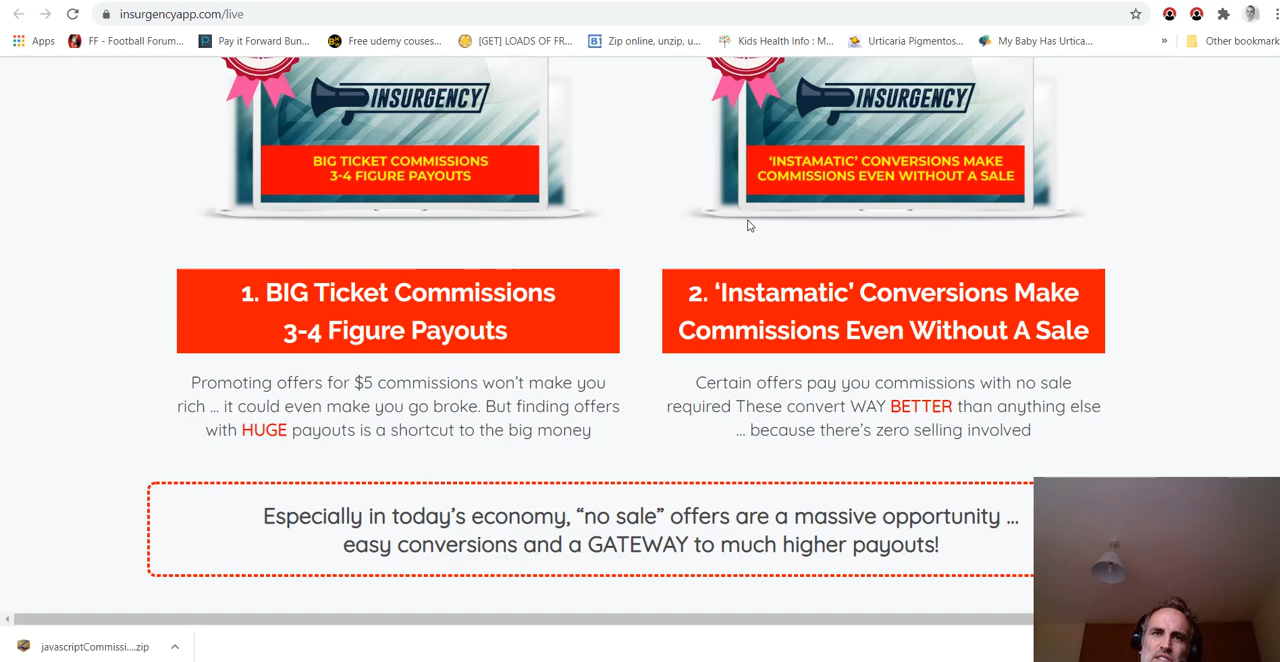 insurgencyapp.com/live
Apps
FF - Football Forum...
Pay it Forward Bun...
Free udemy couses...
[GET] LOADS OF FR...
Zip online, unzip, u...
Kids Health Info : M...
Urticaria Pigmentos...
My Baby Has Urtica...
»
Other bookmark
INSURGENCY
BIG TICKET COMMISSIONS
3-4 FIGURE PAYOUTS
INSURGENCY
‘INSTAMATIC’ CONVERSIONS MAKE
COMMISSIONS EVEN WITHOUT A SALE
1. BIG Ticket Commissions
3-4 Figure Payouts
Promoting offers for $5 commissions won’t make you
rich ... it could even make you go broke. But finding offers
with HUGE payouts is a shortcut to the big money
2. ‘Instamatic’ Conversions Make
Commissions Even Without A Sale
Certain offers pay you commissions with no sale
required These convert WAY BETTER than anything else
... because there’s zero selling involved
Especially in today’s economy, “no sale” offers are a massive opportunity ...
easy conversions and a GATEWAY to much higher payouts!
javascriptCommissi....zip